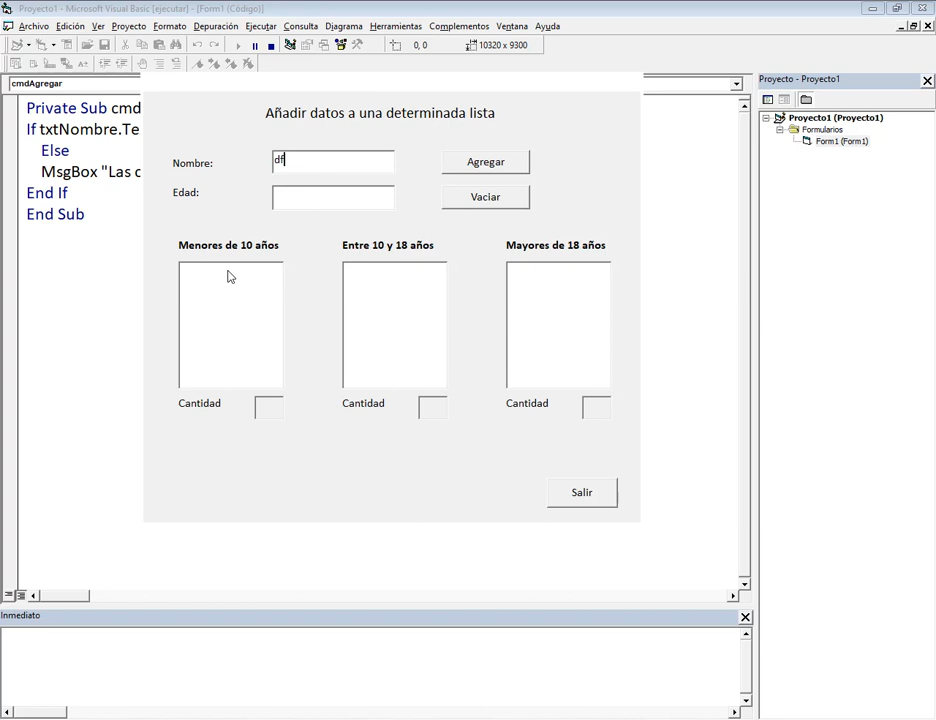 Proyecto1 - Microsoft Visual Basic [ejecutar] - [Form1 (Código)]
Archivo Edición Ver Proyecto Formato Depuración Ejecutar Consulta Diagrama Herramientas Complementos Ventana Ayuda
0, 0 10320 x 9300
cmdAgregar
Private Sub cmd
If txtNombre.Te
Else
MsgBox "Las c
End If
End Sub
Añadir datos a una determinada lista
Nombre: df Agregar
Edad: Vaciar
Menores de 10 años Entre 10 y 18 años Mayores de 18 años
Cantidad Cantidad Cantidad
Salir
Proyecto - Proyecto1
Proyecto1 (Proyecto1)
Formularios
Form1 (Form1)
Inmediato